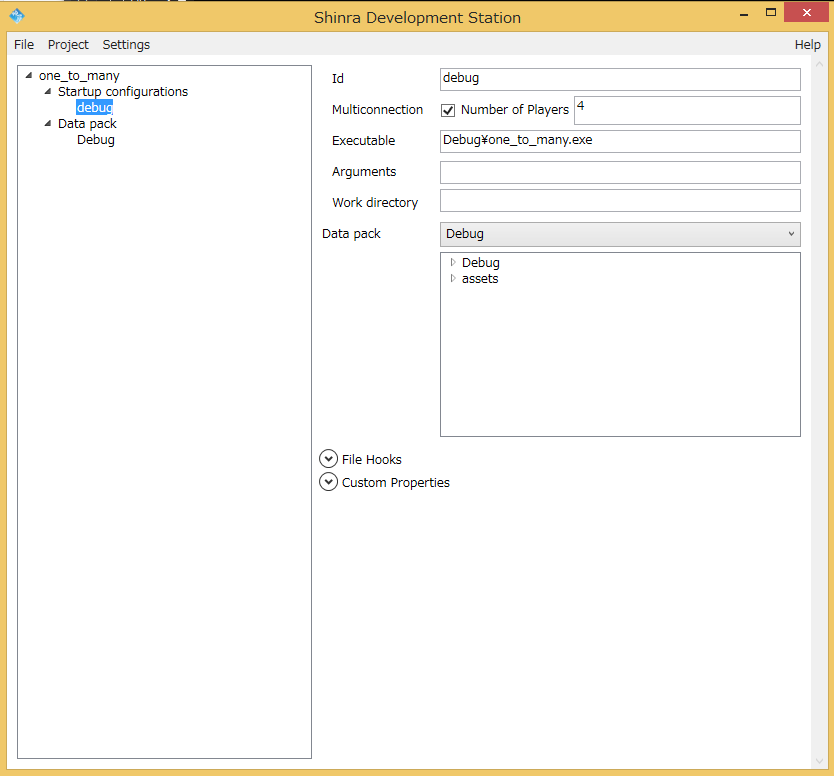 Shinra Development Station
File Project Settings Help
one_to_many
Startup configurations
debug
Data pack
Debug
Id debug
Multiconnection Number of Players 4
Executable Debug¥one_to_many.exe
Arguments
Work directory
Data pack Debug
Debug
assets
File Hooks
Custom Properties